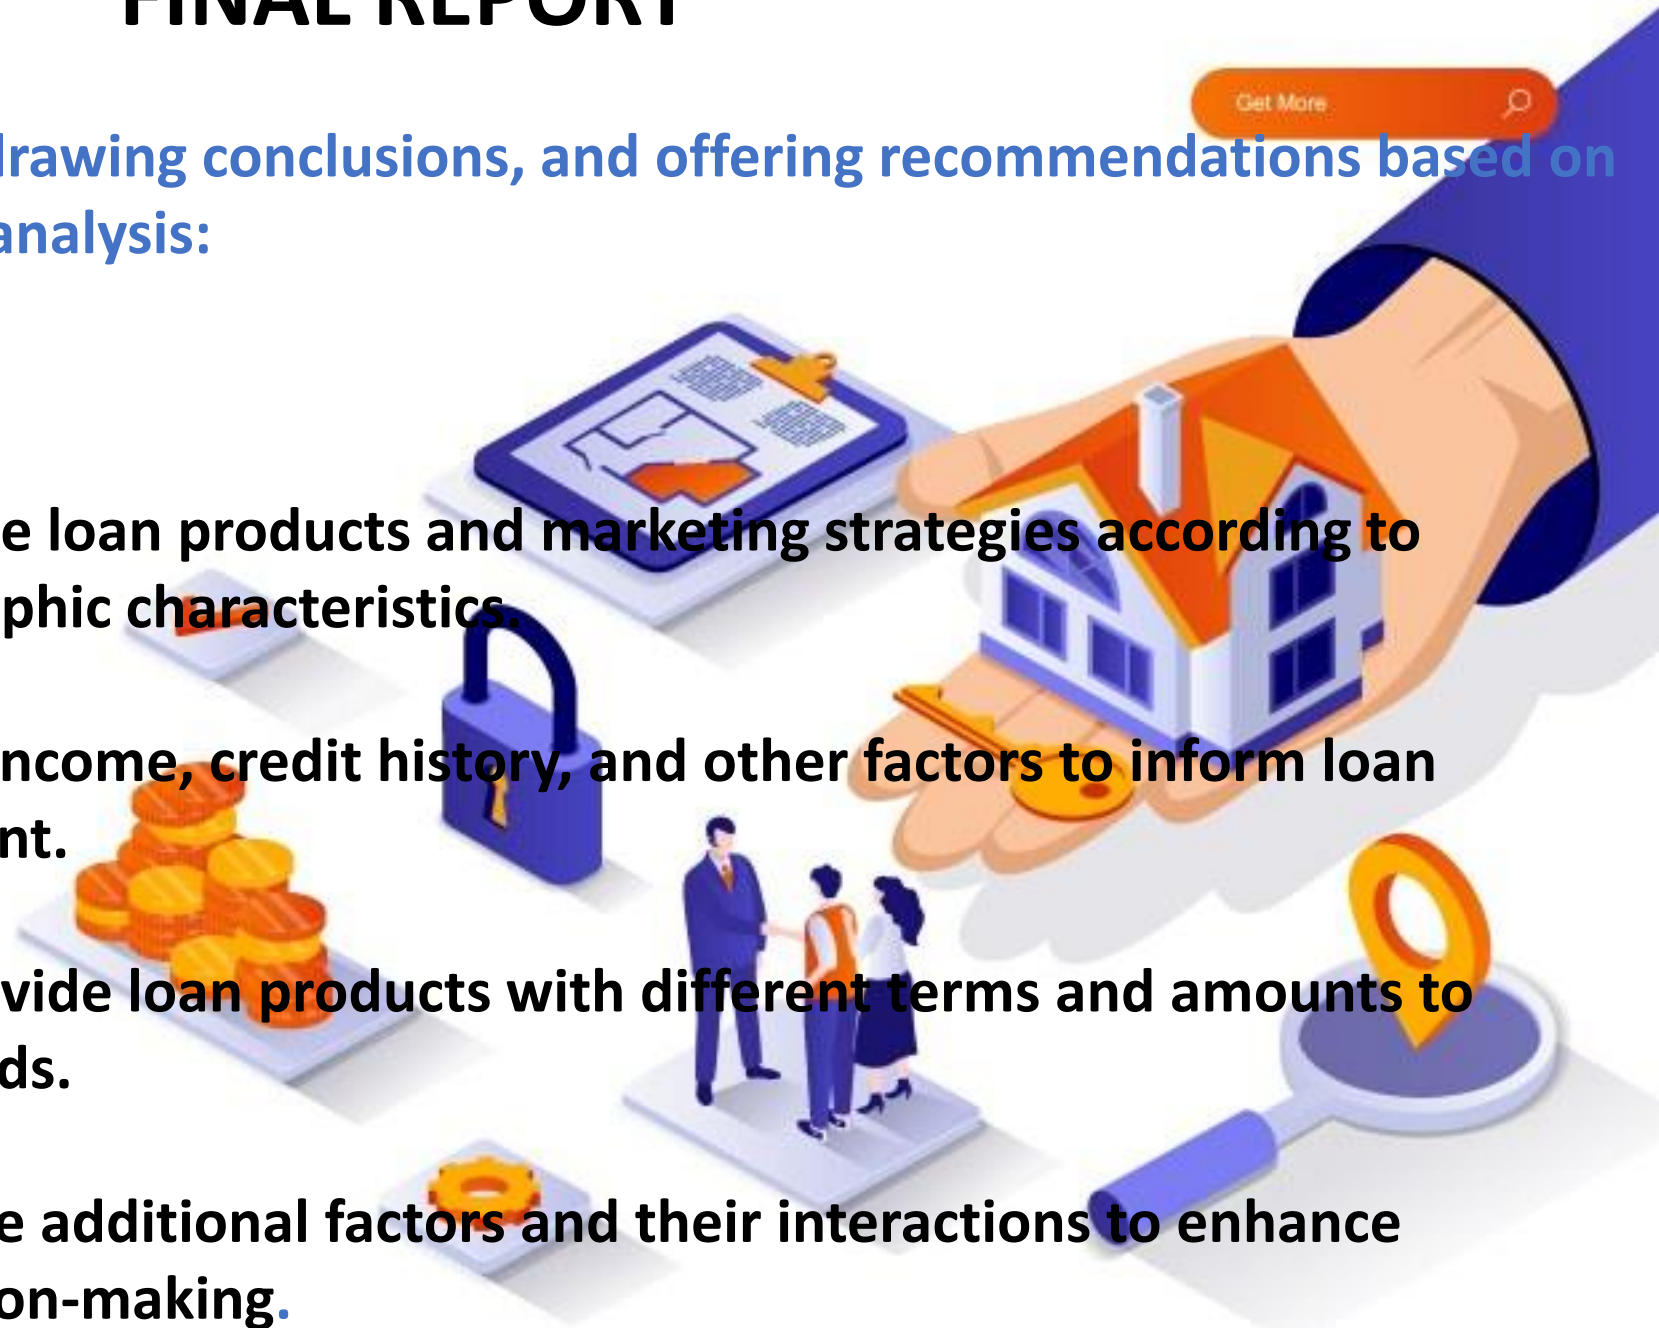 FINAL REPORT
Get More
drawing conclusions, and offering recommendations based on
analysis:
e loan products and marketing strategies according to
phic characteristics.
ncome, credit history, and other factors to inform loan
nt.
vide loan products with different terms and amounts to
ds.
e additional factors and their interactions to enhance
on-making.